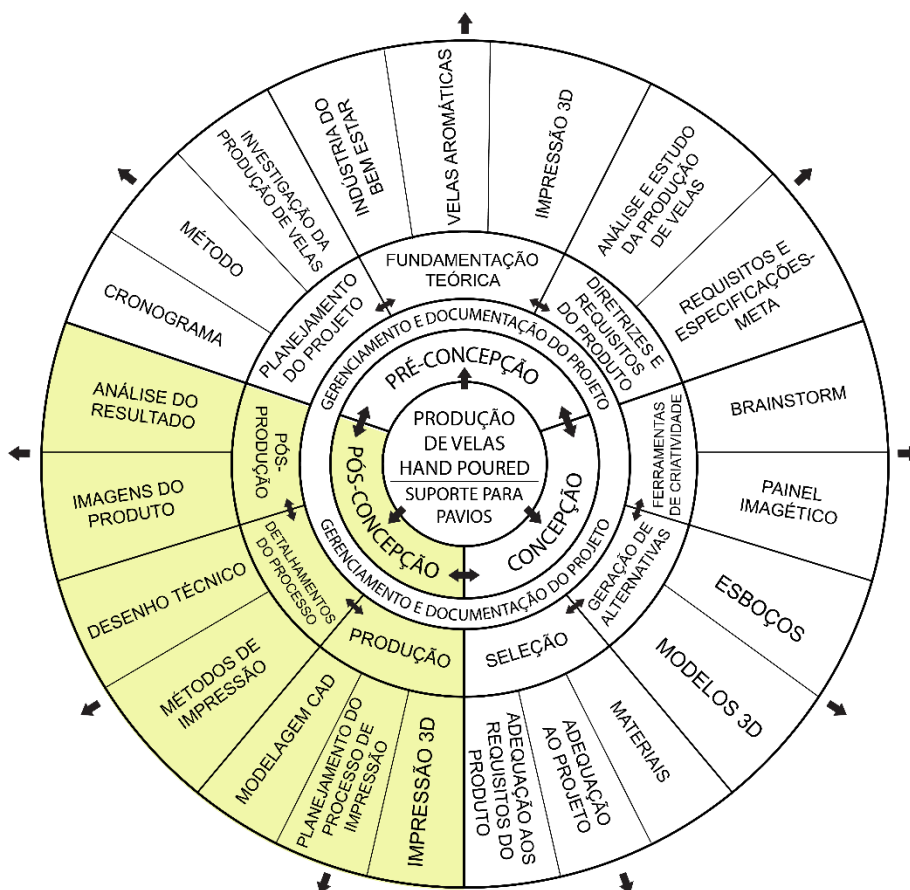 PRODUÇÃO
DE VELAS
HAND POURED
SUPORTE PARA
PAVIOS
PRÉ-CONCEPÇÃO
CONCEPÇÃO
PÓS-CONCEPÇÃO
GERENCIAMENTO E DOCUMENTAÇÃO DO PROJETO
GERENCIAMENTO E DOCUMENTAÇÃO DO PROJETO
PLANEJAMENTO
DO PROJETO
CRONOGRAMA
MÉTODO
INVESTIGAÇÃO DA
PRODUÇÃO DE VELAS
FUNDAMENTAÇÃO
TEÓRICA
INDÚSTRIA DO
BEM ESTAR
VELAS AROMÁTICAS
IMPRESSÃO 3D
DIRETRIZES E
REQUISITOS
DO PRODUTO
ANÁLISE E ESTUDO
DA PRODUÇÃO
DE VELAS
REQUISITOS E
ESPECIFICAÇÕES-
META
FERRAMENTAS
DE CRIATIVIDADE
BRAINSTORM
PAINEL
IMAGÉTICO
GERAÇÃO DE
ALTERNATIVAS
ESBOÇOS
MODELOS 3D
SELEÇÃO
MATERIAIS
ADEQUAÇÃO
AO PROJETO
ADEQUAÇÃO AOS
REQUISITOS DO
PRODUTO
PRODUÇÃO
IMPRESSÃO 3D
PLANEJAMENTO DO
PROCESSO DE
IMPRESSÃO
MODELAGEM CAD
DETALHAMENTOS
DO PROCESSO
MÉTODOS DE
IMPRESSÃO
DESENHO TÉCNICO
PÓS-
PRODUÇÃO
IMAGENS DO
PRODUTO
ANÁLISE DO
RESULTADO